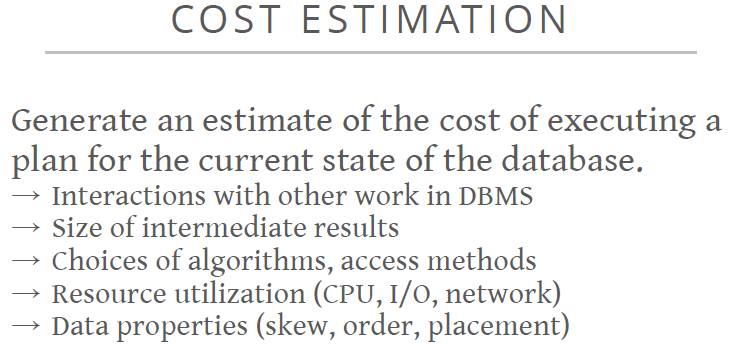 COST ESTIMATION
Generate an estimate of the cost of executing a
plan for the current state of the database.
→ Interactions with other work in DBMS
→ Size of intermediate results
→ Choices of algorithms, access methods
→ Resource utilization (CPU, I/O, network)
→ Data properties (skew, order, placement)